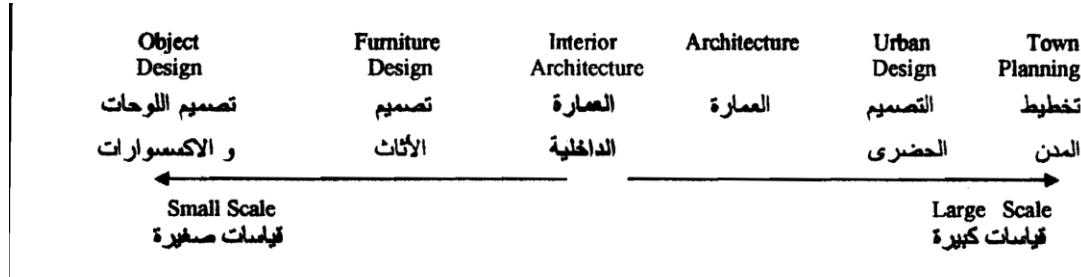 Object Furniture Interior Architecture Urban Town
Design Design Architecture Design Planning
تصميم اللوحات تصميم العمارة العمارة التصميم تخطيط
و الاكسسوارات الأثاث الداخلية الحضرى المدن
Small Scale Large Scale
قياسات صغيرة قياسات كبيرة